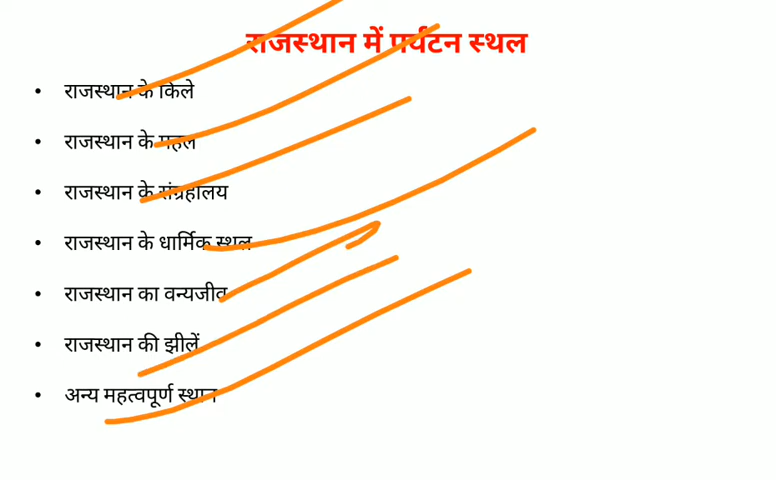 राजस्थान में पर्यटन स्थल
• राजस्थान के किले
• राजस्थान के महल
• राजस्थान के संग्रहालय
• राजस्थान के धार्मिक स्थल
• राजस्थान का वन्यजीव
• राजस्थान की झीलें
• अन्य महत्वपूर्ण स्थान